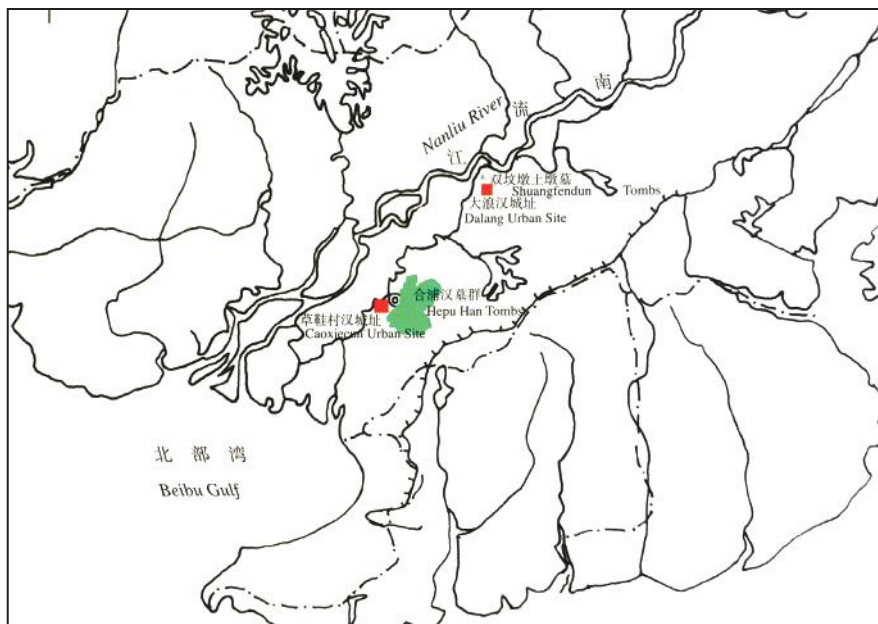 南
流
江
Nanliu River
双坟墩土墩墓
Shuangfendun Tombs
大浪汉城址
Dalang Urban Site
合浦汉墓群
Hepu Han Tombs
草鞋村汉城址
Caoxiecun Urban Site
北部湾
Beibu Gulf